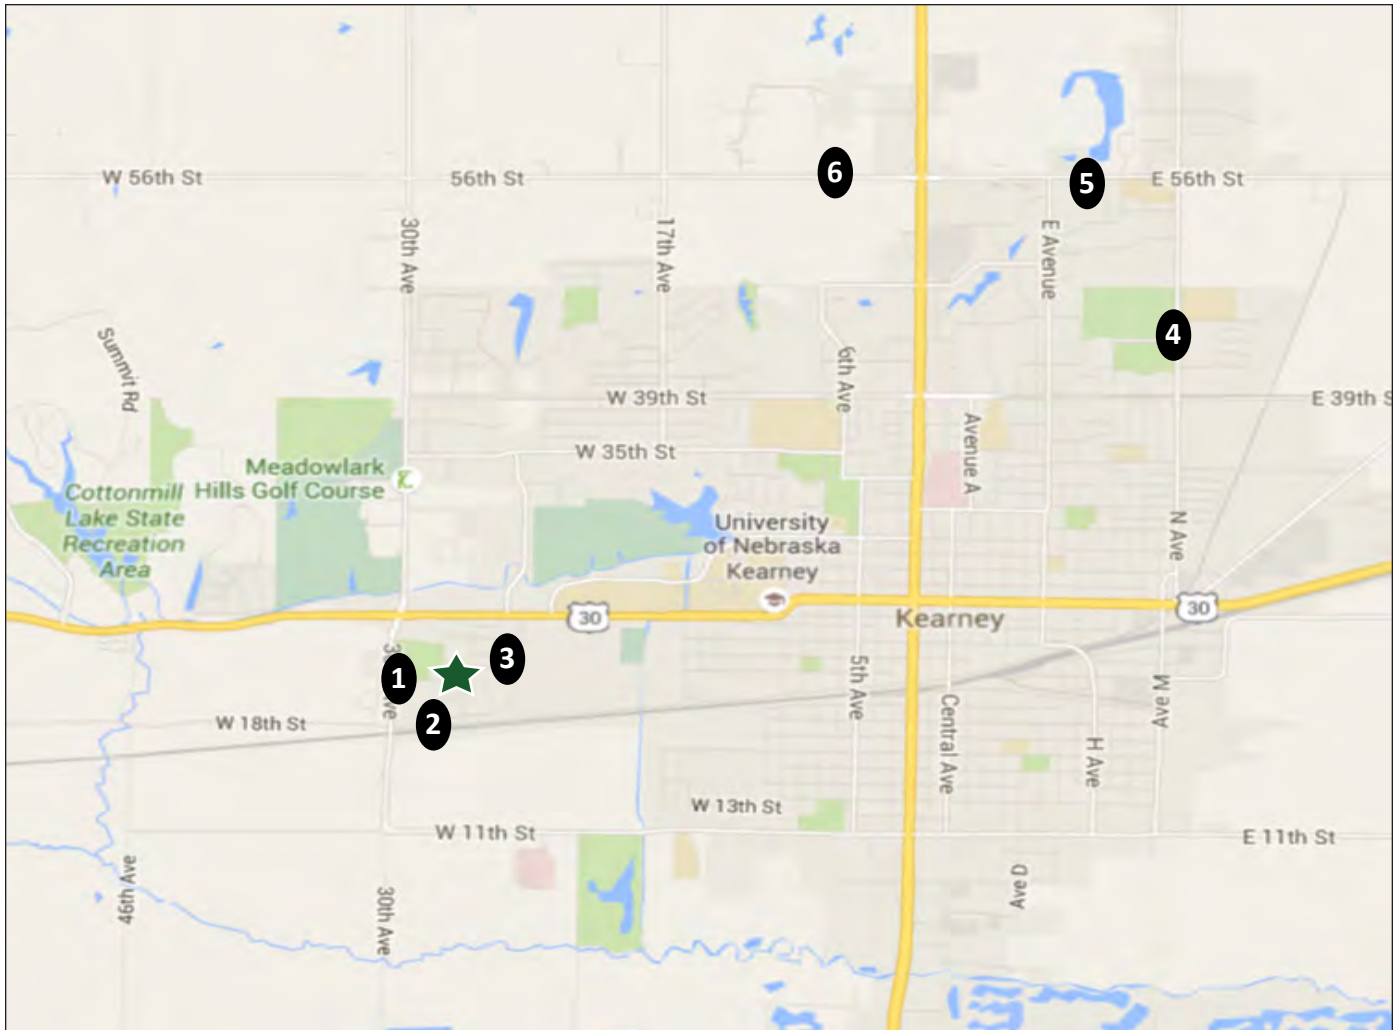 6
5
W 56th St
56th St
E 56th St
30th Ave
17th Ave
E Avenue
Summit Rd
4
6th Ave
W 39th St
E 39th S
Avenue A
W 35th St
Meadowlark
Hills Golf Course
Cottonmill
Lake State
Recreation
Area
University
of Nebraska
Kearney
N Ave
30
30
Kearney
3
1
2
5th Ave
W 18th St
Central Ave
M Ave
H Ave
W 13th St
W 11th St
E 11th St
46th Ave
30th Ave
Ave D